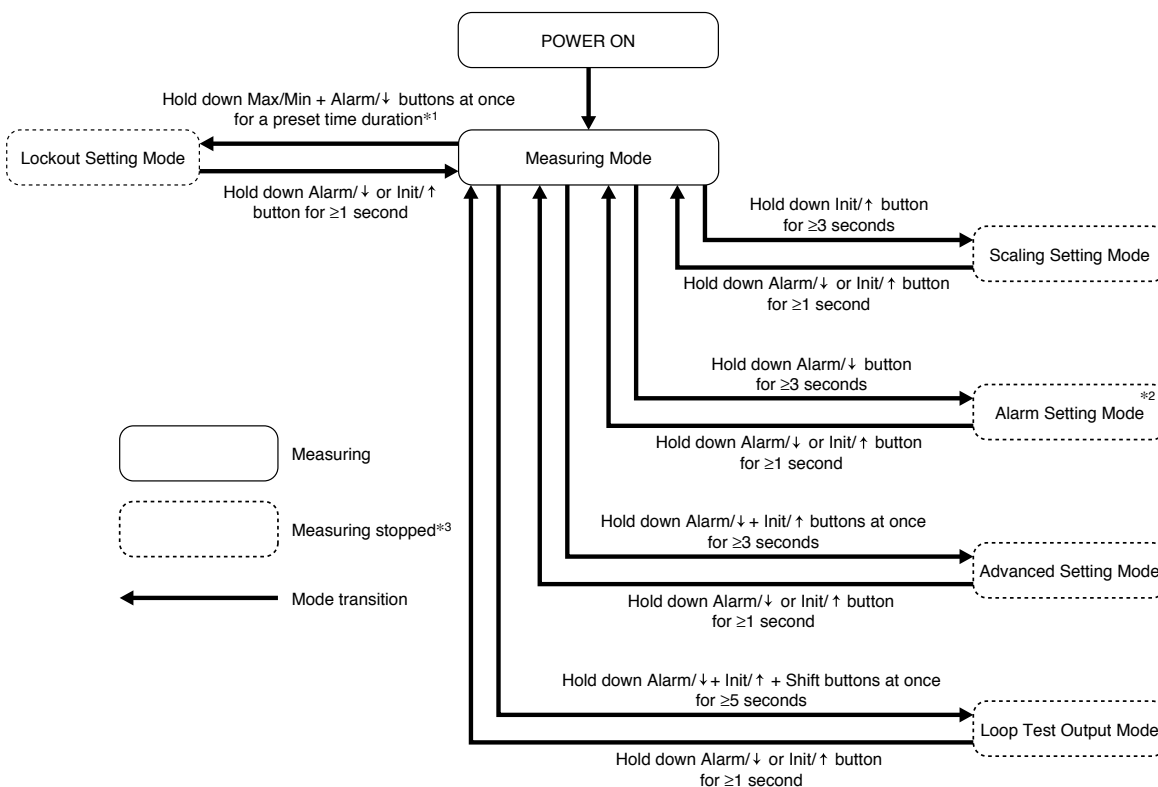 POWER ON
Hold down Max/Min + Alarm/↓ buttons at once
for a preset time duration*1
Lockout Setting Mode
Measuring Mode
Hold down Alarm/↓ or Init/↑
button for ≥1 second
Hold down Init/↑ button
for ≥3 seconds
Scaling Setting Mode
Hold down Alarm/↓ or Init/↑ button
for ≥1 second
Hold down Alarm/↓ button
for ≥3 seconds
*2
Alarm Setting Mode
Hold down Alarm/↓ or Init/↑ button
for ≥1 second
Measuring
Measuring stopped*3
Mode transition
Hold down Alarm/↓+ Init/↑ buttons at once
for ≥3 seconds
Advanced Setting Mode
Hold down Alarm/↓ or Init/↑ button
for ≥1 second
Hold down Alarm/↓+ Init/↑ + Shift buttons at once
for ≥5 seconds
Loop Test Output Mode
Hold down Alarm/↓ or Init/↑ button
for ≥1 second